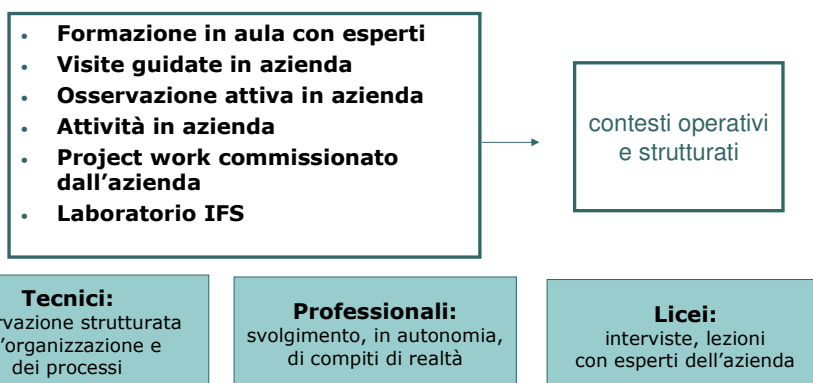 • Formazione in aula con esperti
• Visite guidate in azienda
• Osservazione attiva in azienda
• Attività in azienda
• Project work commissionato
dall’azienda
• Laboratorio IFS
contesti operativi
e strutturati
Tecnici:
strutturata
organizzazione e
dei processi
Professionali:
svolgimento, in autonomia,
di compiti di realtà
Licei:
interviste, lezioni
con esperti dell’azienda